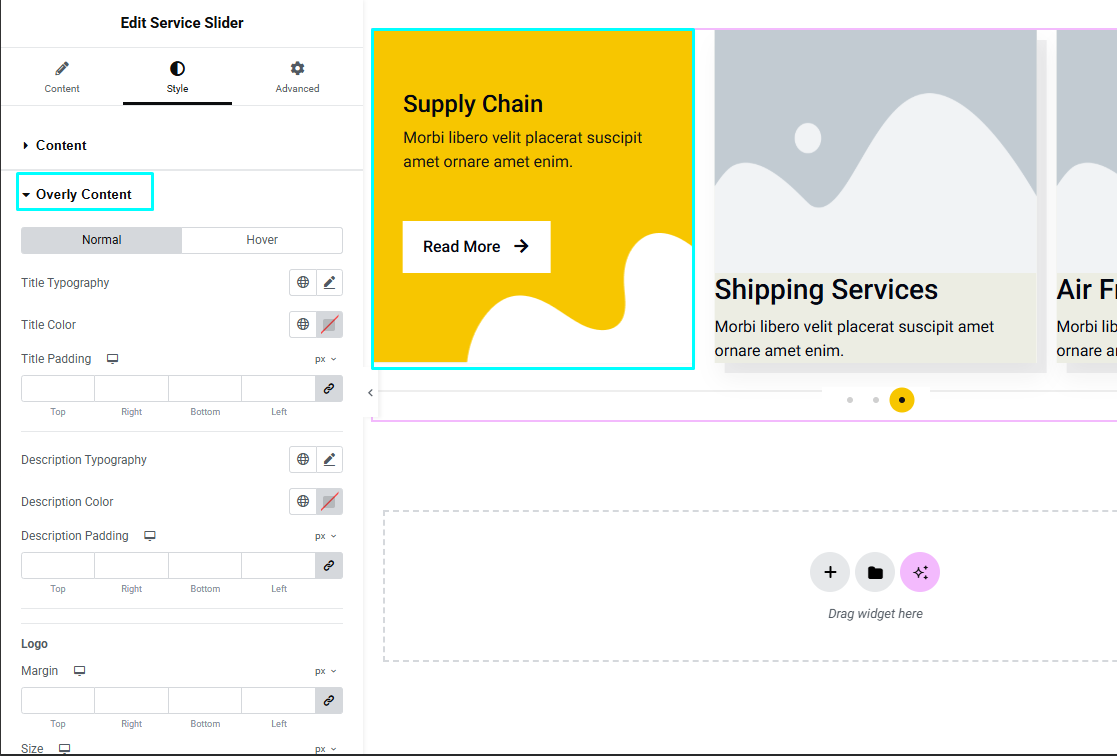 Edit Service Slider
Content
Style
Advanced
Content
Overly Content
Normal
Hover
Title Typography
Title Color
Title Padding
px
Top
Right
Bottom
Left
Description Typography
Description Color
Description Padding
px
Top
Right
Bottom
Left
Logo
Margin
px
Top
Right
Bottom
Left
Size
px
Supply Chain
Morbi libero velit placerat suscipit
amet ornare amet enim.
Read More
Shipping Services
Morbi libero velit placerat suscipit amet
ornare amet enim.
Air Fr
Morbi lib
ornare a
Drag widget here